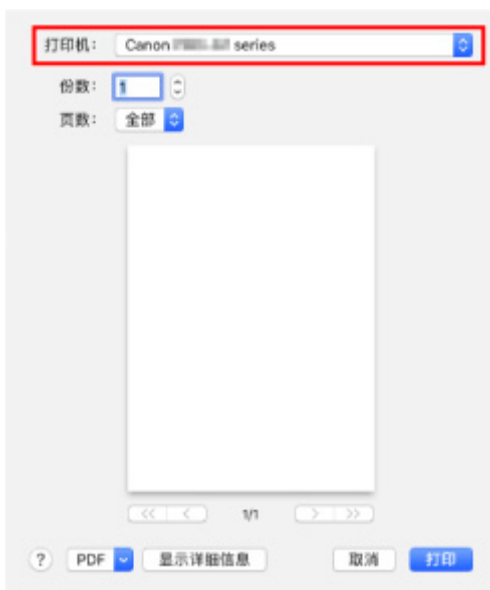 打印机： Canon series
份数： 1
页数： 全部
<< < 1/1 > >>
? PDF 显示详细信息 取消 打印